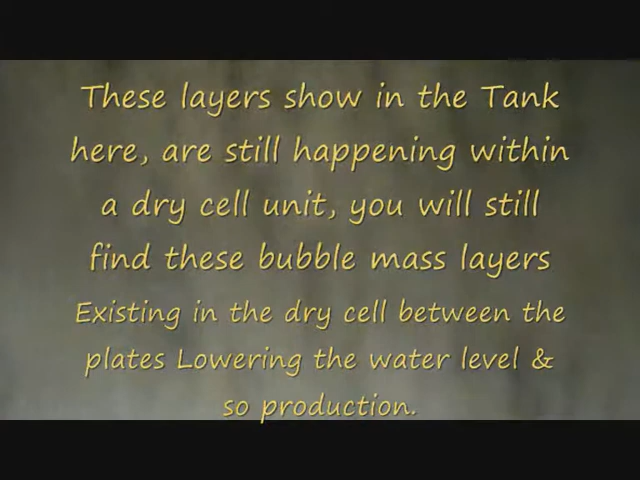 These layers show in the Tank
here, are still happening within
a dry cell unit, you will still
find these bubble mass layers
Existing in the dry cell between the
plates Lowering the water level &
so production.